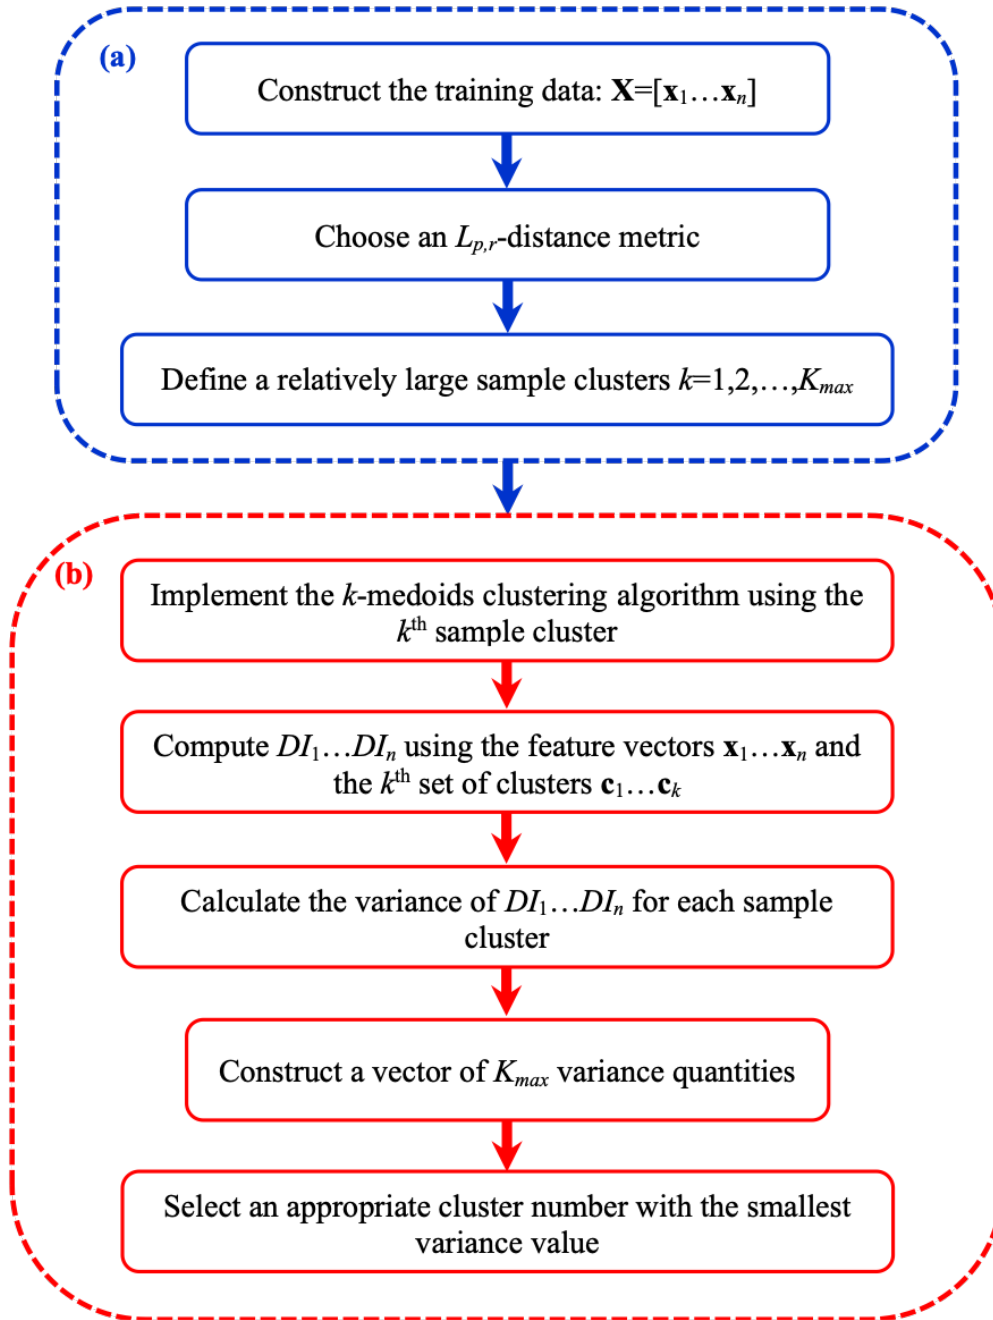 (a)
Construct the training data: X=[x₁…xₙ]
Choose an Lₚ,ᵣ-distance metric
Define a relatively large sample clusters k=1,2,…,Kmax
(b)
Implement the k-medoids clustering algorithm using the
kᵗʰ sample cluster
Compute DI₁…DIₙ using the feature vectors x₁…xₙ and
the kᵗʰ set of clusters c₁…cₖ
Calculate the variance of DI₁…DIₙ for each sample
cluster
Construct a vector of Kmax variance quantities
Select an appropriate cluster number with the smallest
variance value